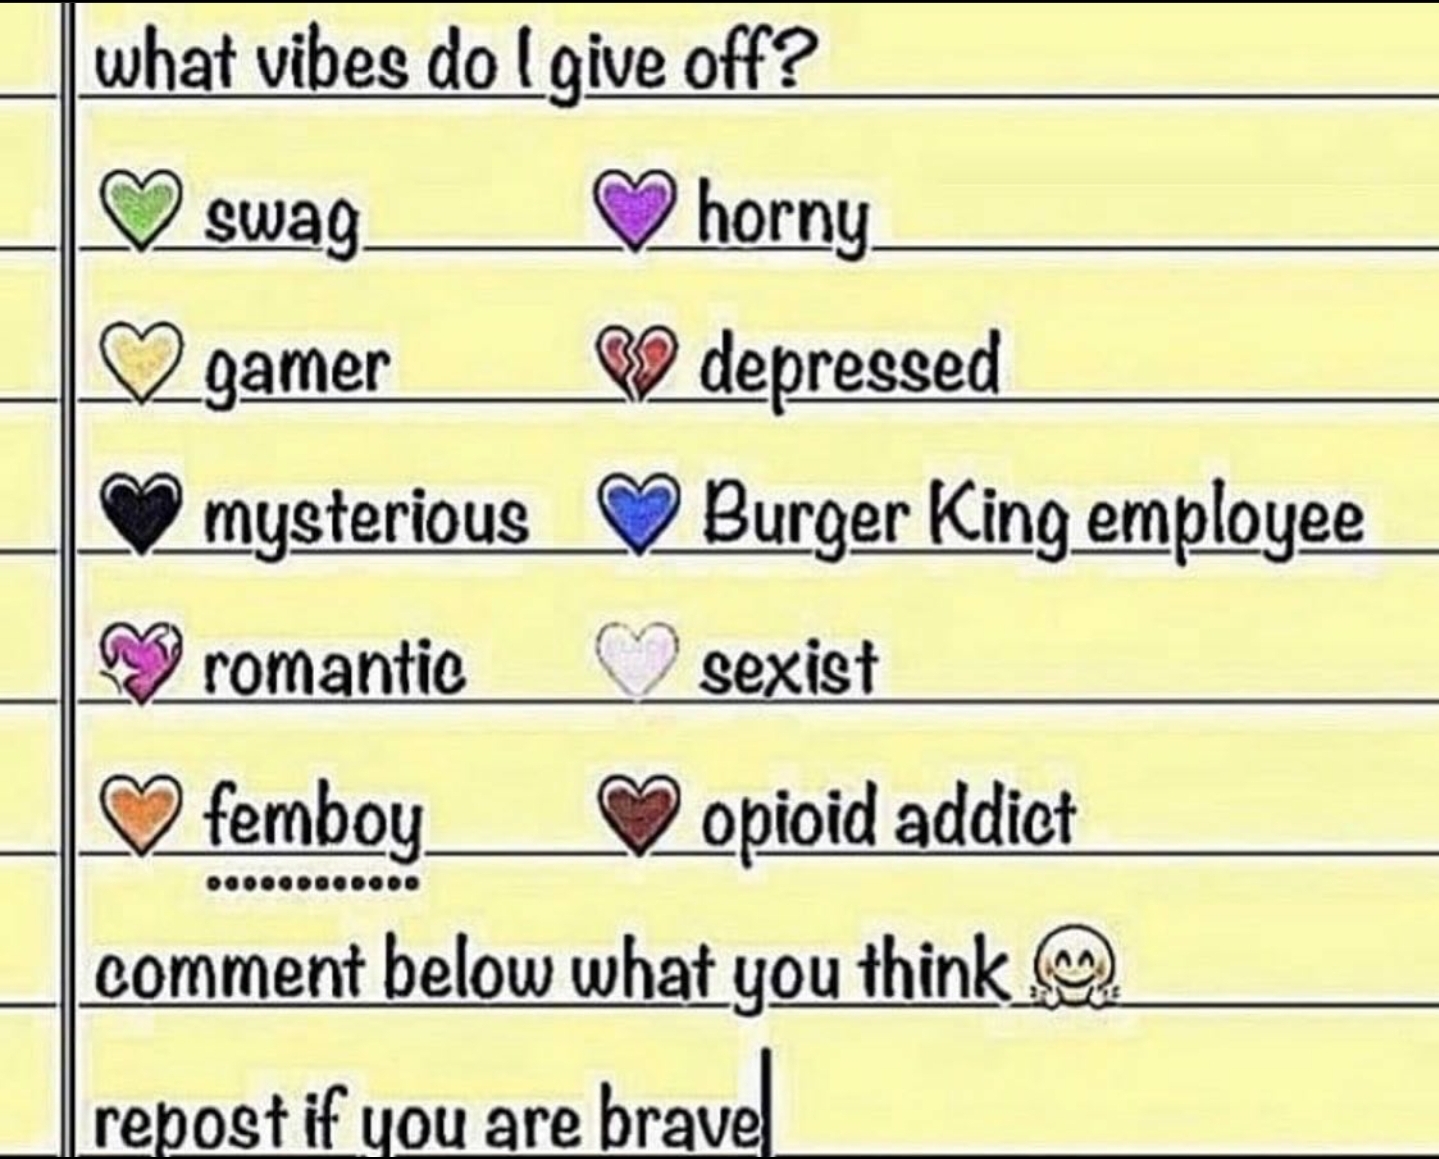 what vibes do I give off?
💚 swag 💜 horny
💛 gamer 💔 depressed
🖤 mysterious 💙 Burger King employee
💖 romantic 🤍 sexist
🧡 femboy 🤎 opioid addict
comment below what you think 🤗
repost if you are brave